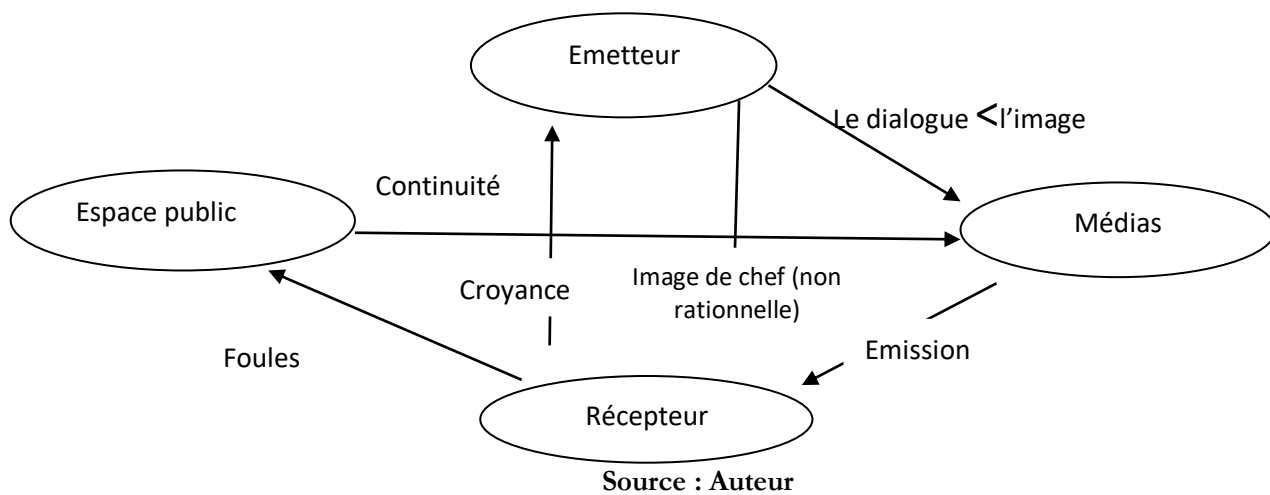 Emetteur
Le dialogue <l’image
Continuité
Espace public
Médias
Croyance
Image de chef (non
rationnelle)
Foules
Emission
Récepteur
Source : Auteur